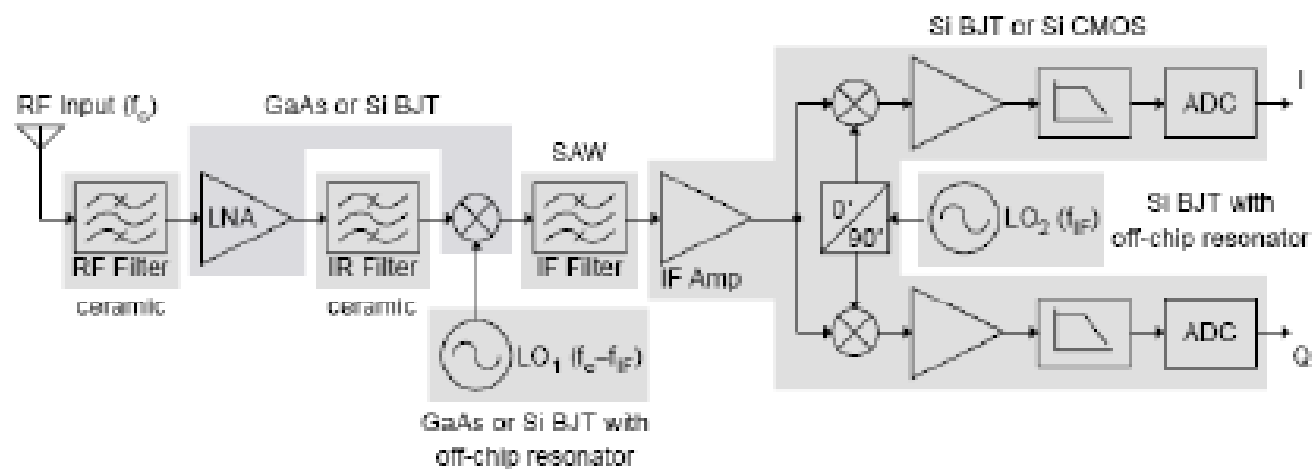 Si BJT or Si CMOS
RF Input (fc)
GaAs or Si BJT
I
ADC
SAW
LNA
0°
90°
LO2 (fIF)
Si BJT with
off-chip resonator
RF Filter
IR Filter
IF Filter
IF Amp
ceramic
ceramic
LO1 (fc–fIF)
ADC
Q
GaAs or Si BJT with
off-chip resonator